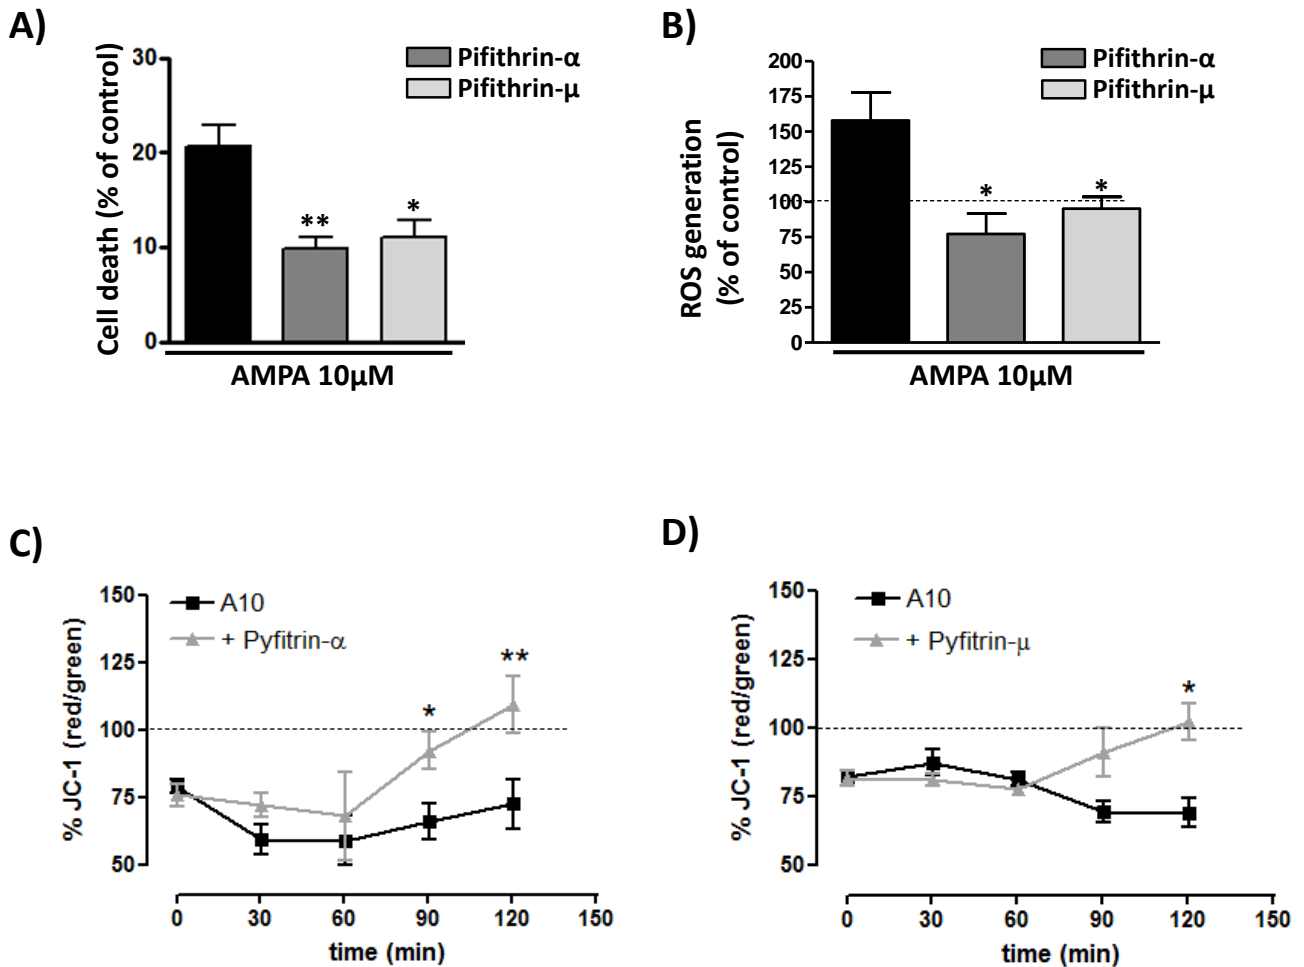 A)
Cell death (% of control)
30
20
10
0
Pifithrin-α
Pifithrin-μ
**
*
AMPA 10μM
B)
ROS generation
(% of control)
200
175
150
125
100
75
50
25
0
Pifithrin-α
Pifithrin-μ
*
*
AMPA 10μM
C)
% JC-1 (red/green)
150
125
100
75
50
A10
+ Pyfitrin-α
*
**
0 30 60 90 120 150
time (min)
D)
% JC-1 (red/green)
150
125
100
75
50
A10
+ Pyfitrin-μ
*
0 30 60 90 120 150
time (min)